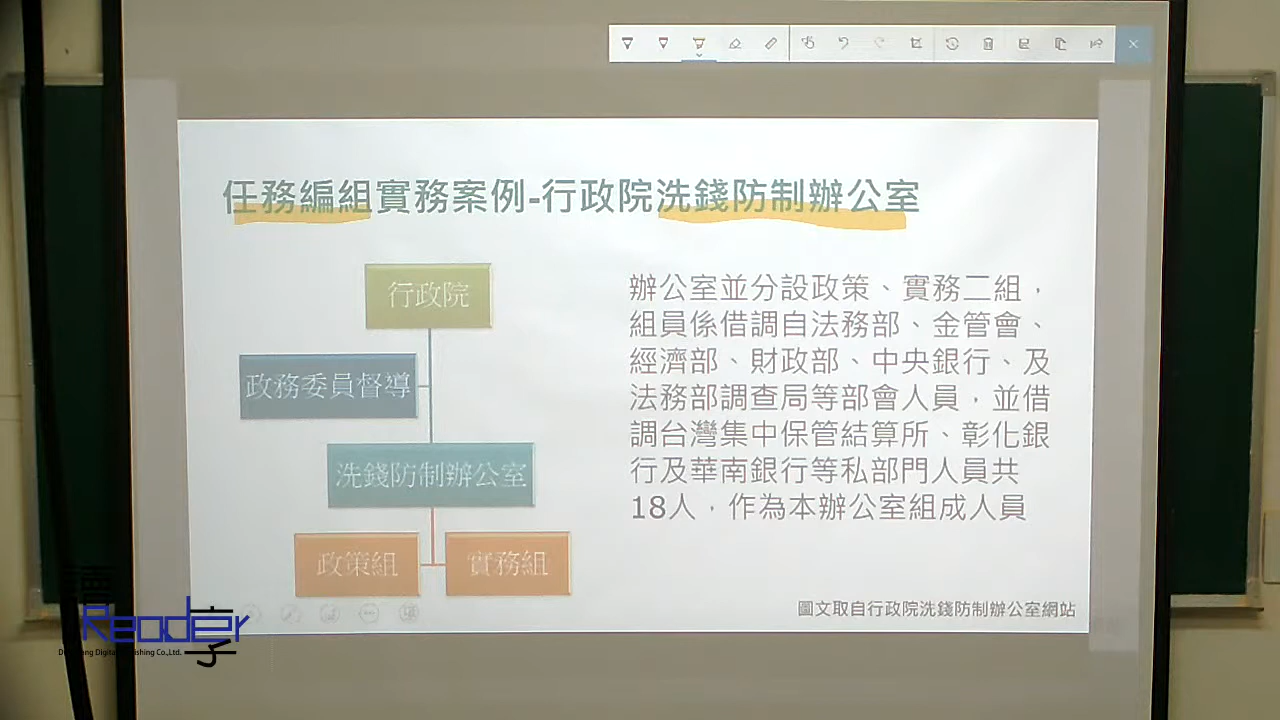 任務編組實務案例-行政院洗錢防制辦公室
行政院
政務委員督導
洗錢防制辦公室
政策組
實務組
辦公室並分設政策、實務二組，
組員係借調自法務部、金管會、
經濟部、財政部、中央銀行、及
法務部調查局等部會人員，並借
調台灣集中保管結算所、彰化銀
行及華南銀行等私部門人員共
18人，作為本辦公室組成人員
圖文取自行政院洗錢防制辦公室網站
Reader